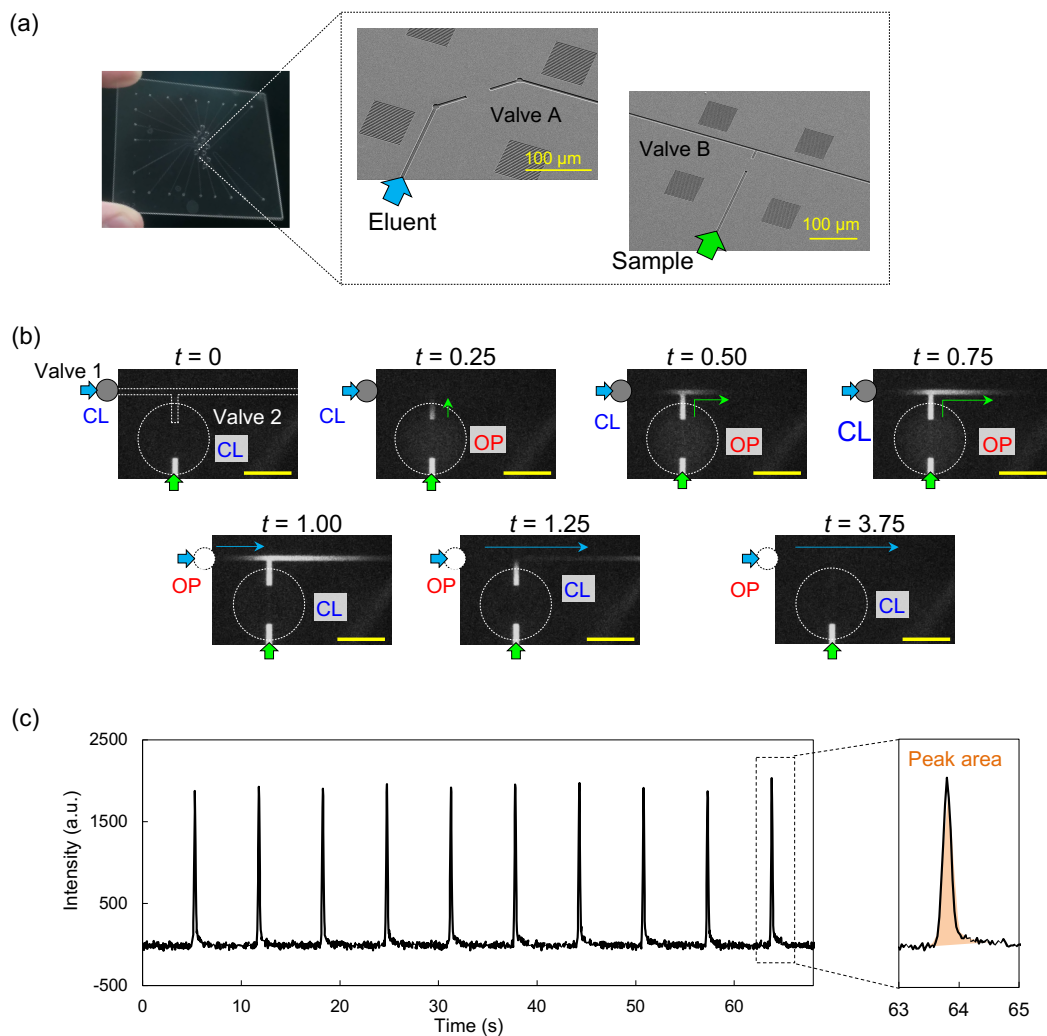 (a)
Valve A
100 µm
Eluent
Valve B
100 µm
Sample
(b)
t = 0
t = 0.25
t = 0.50
t = 0.75
Valve 1
CL
Valve 2
CL
CL
OP
CL
OP
CL
OP
t = 1.00
t = 1.25
t = 3.75
OP
CL
OP
CL
OP
CL
(c)
2500
1500
500
-500
Intensity (a.u.)
0
10
20
30
40
50
60
Time (s)
Peak area
63
64
65